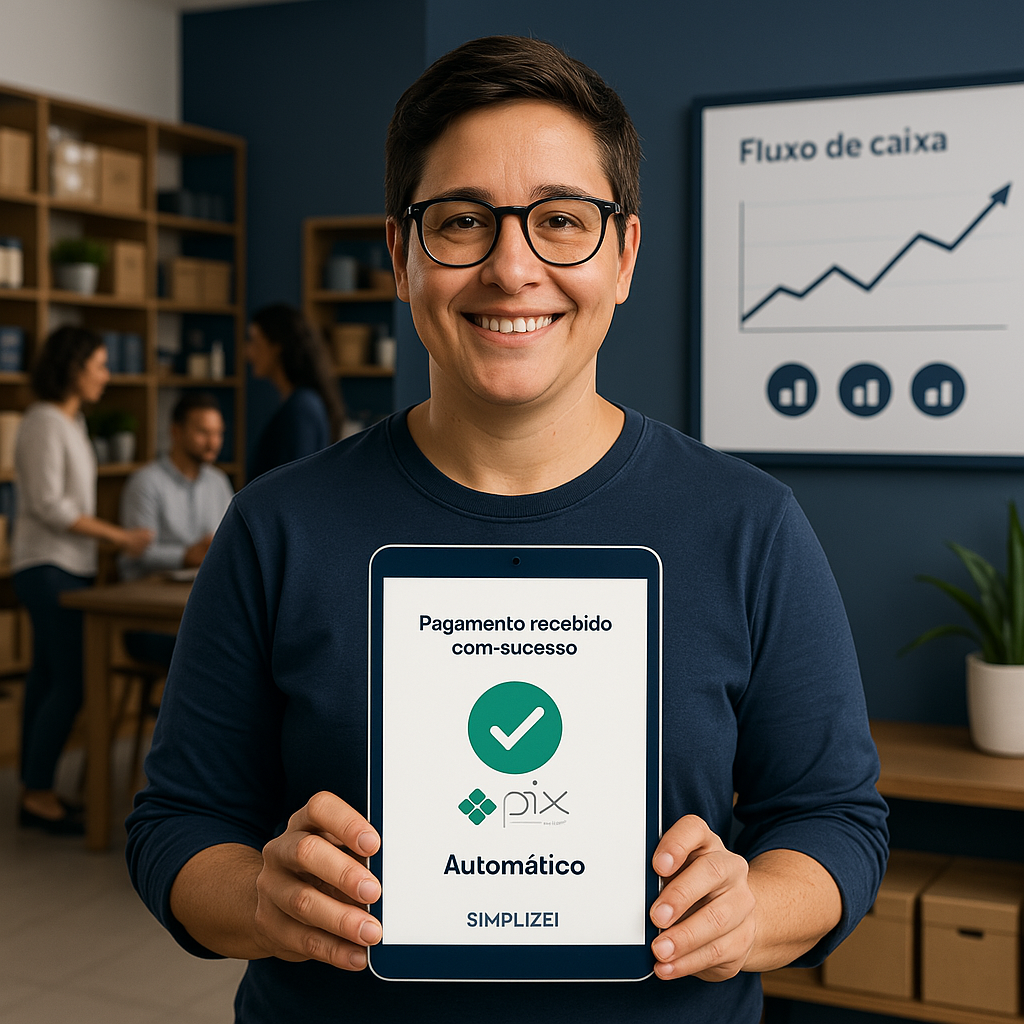 Fluxo de caixa
Pagamento recebido
com-sucesso
pix
Automático
SIMPLIZEI